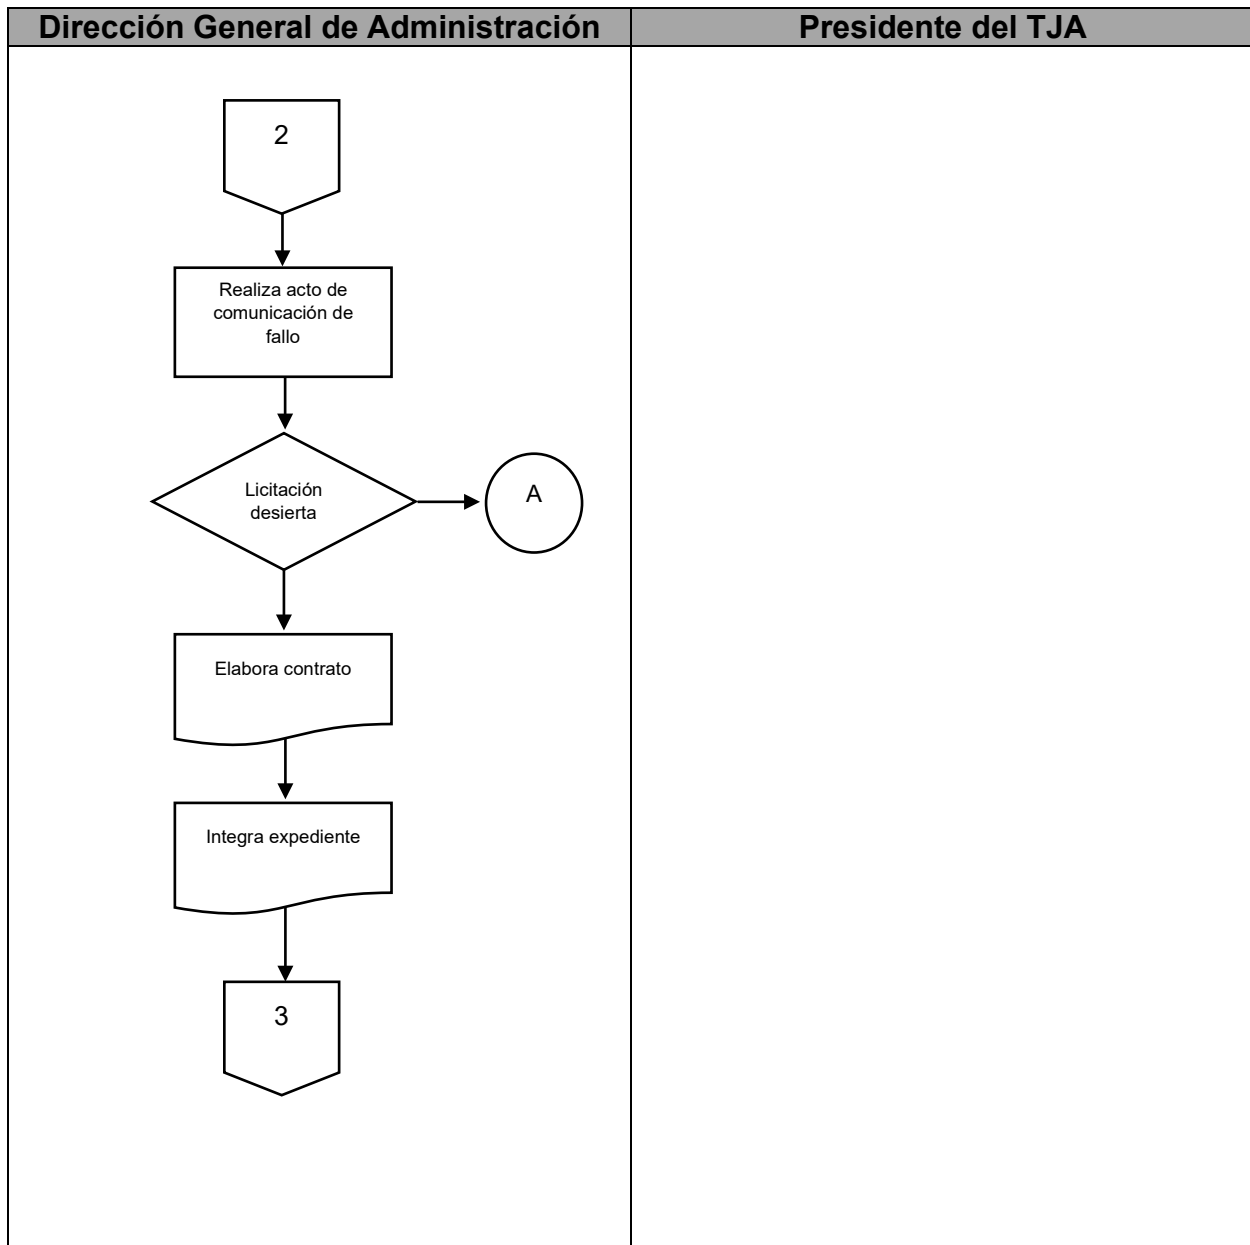 Dirección General de Administración
Presidente del TJA
2
Realiza acto de
comunicación de
fallo
Licitación
desierta
A
Elabora contrato
Integra expediente
3